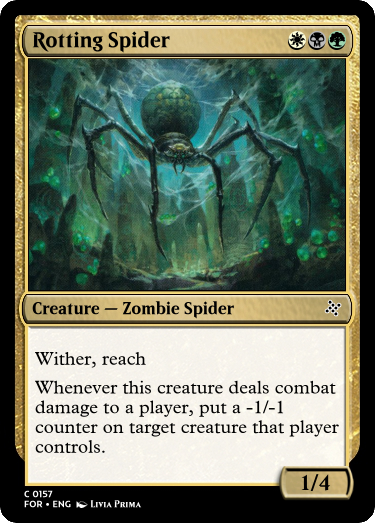 Rotting Spider
Creature — Zombie Spider
Wither, reach
Whenever this creature deals combat
damage to a player, put a -1/-1
counter on target creature that player
controls.
1/4
C 0157
FOR • ENG Livia Prima